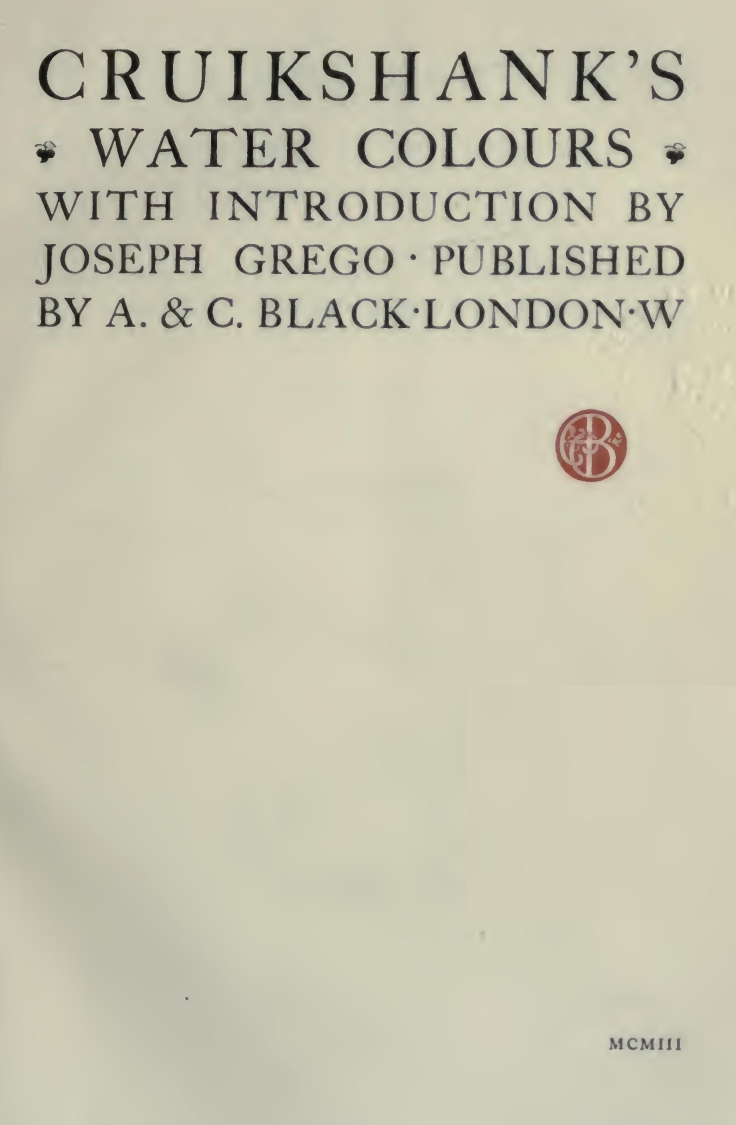 CRUIKSHANK'S
WATER COLOURS
WITH INTRODUCTION BY
JOSEPH GREGO · PUBLISHED
BY A. & C. BLACK·LONDON·W
MCMIII